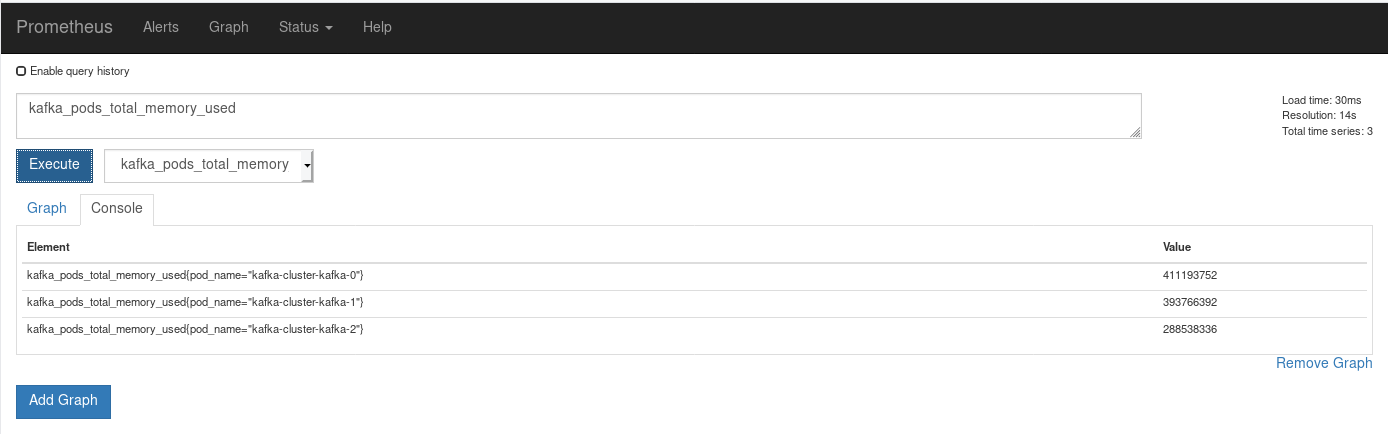 Prometheus Alerts Graph Status Help
Enable query history
kafka_pods_total_memory_used
Load time: 30ms
Resolution: 14s
Total time series: 3
Execute kafka_pods_total_memory
Graph Console
Element Value
kafka_pods_total_memory_used{pod_name="kafka-cluster-kafka-0"} 411193752
kafka_pods_total_memory_used{pod_name="kafka-cluster-kafka-1"} 393766392
kafka_pods_total_memory_used{pod_name="kafka-cluster-kafka-2"} 288538336
Remove Graph
Add Graph